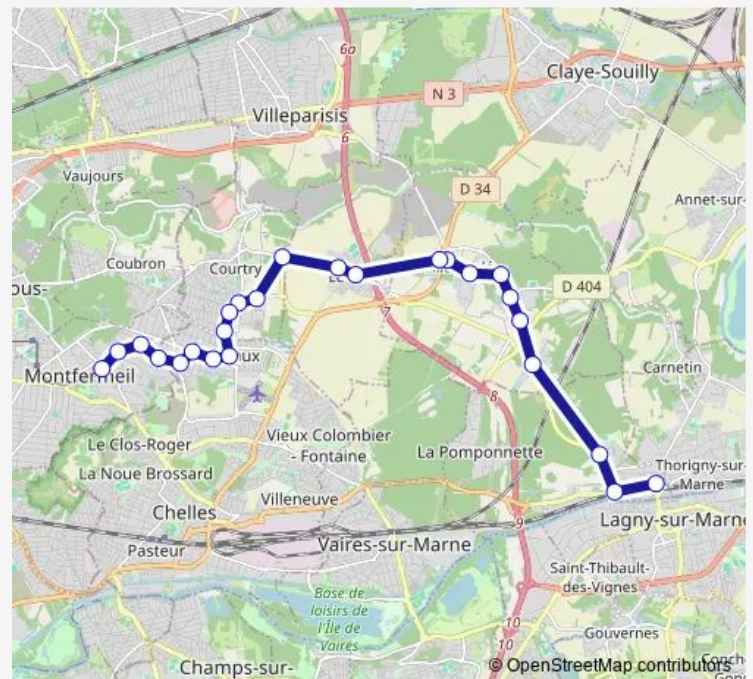 6a
Claye-Souilly
N 3
Villeparisis
6
Vaujours
D 34
Annet-sur-
Coubron
Courtry
D 404
ous-
7
aux
Montfermeil
Carnetin
8
Le Clos-Roger
Vieux Colombier
- Fontaine
La Pomponnette
La Noue Brossard
Thorigny-sur-
Marne
Villeneuve
Chelles
9
Lagny-sur-Marne
Pasteur
Vaires-sur-Marne
Saint-Thibault-
des-Vignes
Base de
loisirs de
l'Île de
Vaires
10
Gouvernes
10
Champs-sur-
© OpenStreetMap contributors